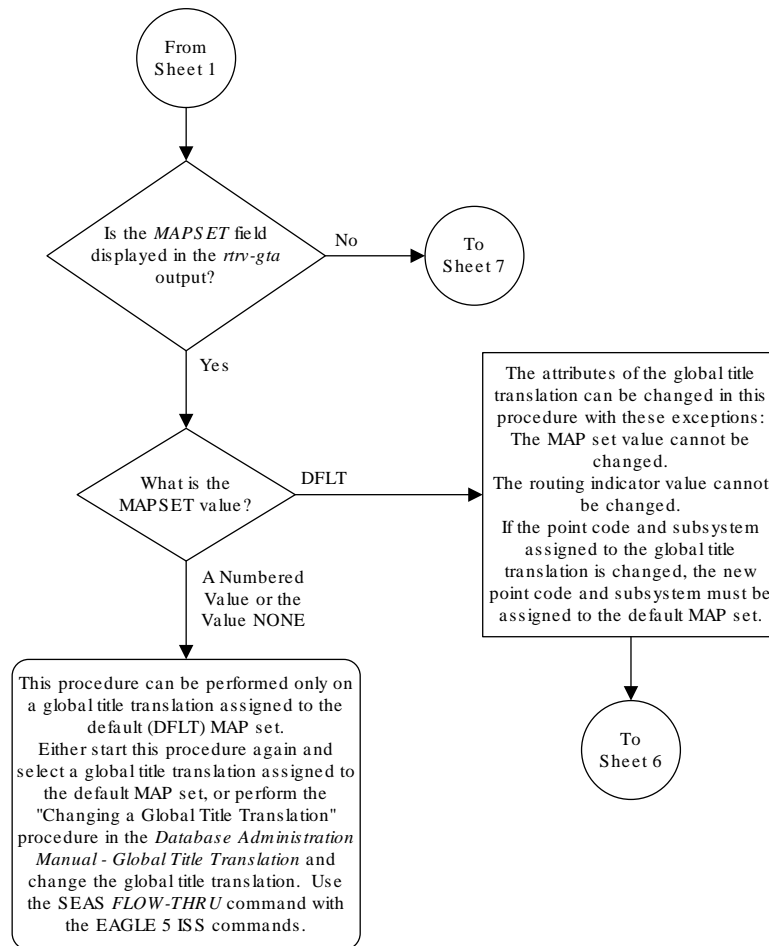 From
Sheet 1
Is the MAPSET field
displayed in the rtrv-gta
output?
No
To
Sheet 7
Yes
What is the
MAPSET value?
DFLT
The attributes of the global title
translation can be changed in this
procedure with these exceptions:
The MAP set value cannot be
changed.
The routing indicator value cannot
be changed.
If the point code and subsystem
assigned to the global title
translation is changed, the new
point code and subsystem must be
assigned to the default MAP set.
A Numbered
Value or the
Value NONE
This procedure can be performed only on
a global title translation assigned to the
default (DFLT) MAP set.
Either start this procedure again and
select a global title translation assigned to
the default MAP set, or perform the
"Changing a Global Title Translation"
procedure in the Database Administration
Manual - Global Title Translation and
change the global title translation. Use
the SEAS FLOW-THRU command with
the EAGLE 5 ISS commands.
To
Sheet 6